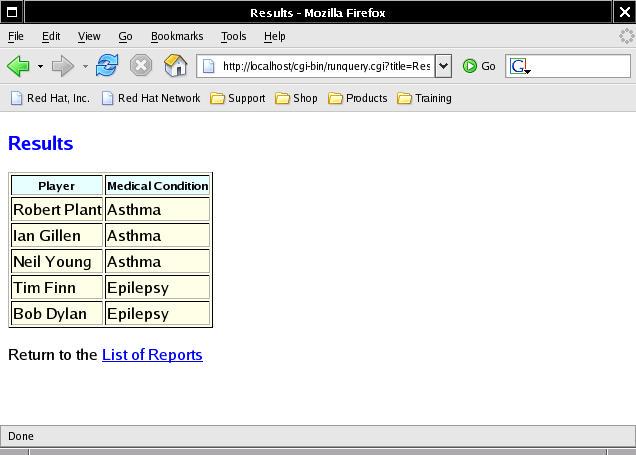 Results - Mozilla Firefox
File Edit View Go Bookmarks Tools Help
http://localhost/cgi-bin/runquery.cgi?title=Res Go G
Red Hat, Inc. Red Hat Network Support Shop Products Training
Results
Player Medical Condition
Robert Plant Asthma
Ian Gillen Asthma
Neil Young Asthma
Tim Finn Epilepsy
Bob Dylan Epilepsy
Return to the List of Reports
Done